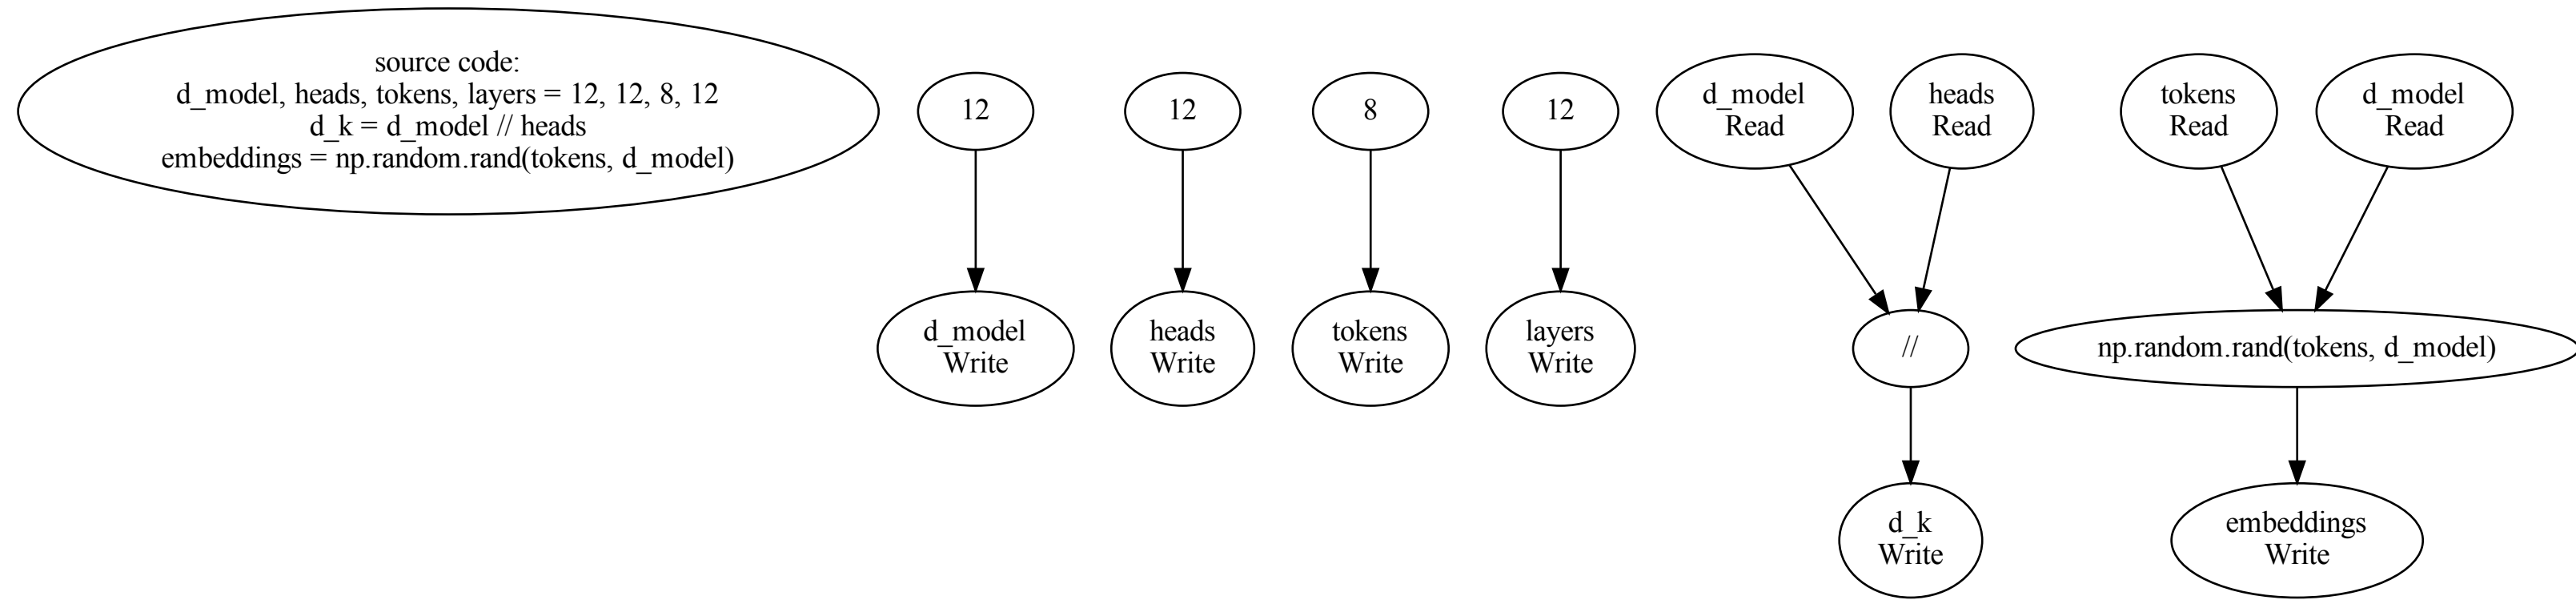 source code:
d_model, heads, tokens, layers = 12, 12, 8, 12
d_k = d_model // heads
embeddings = np.random.rand(tokens, d_model)
12
12
8
12
d_model
Read
heads
Read
tokens
Read
d_model
Read
d_model
Write
heads
Write
tokens
Write
layers
Write
//
np.random.rand(tokens, d_model)
d_k
Write
embeddings
Write